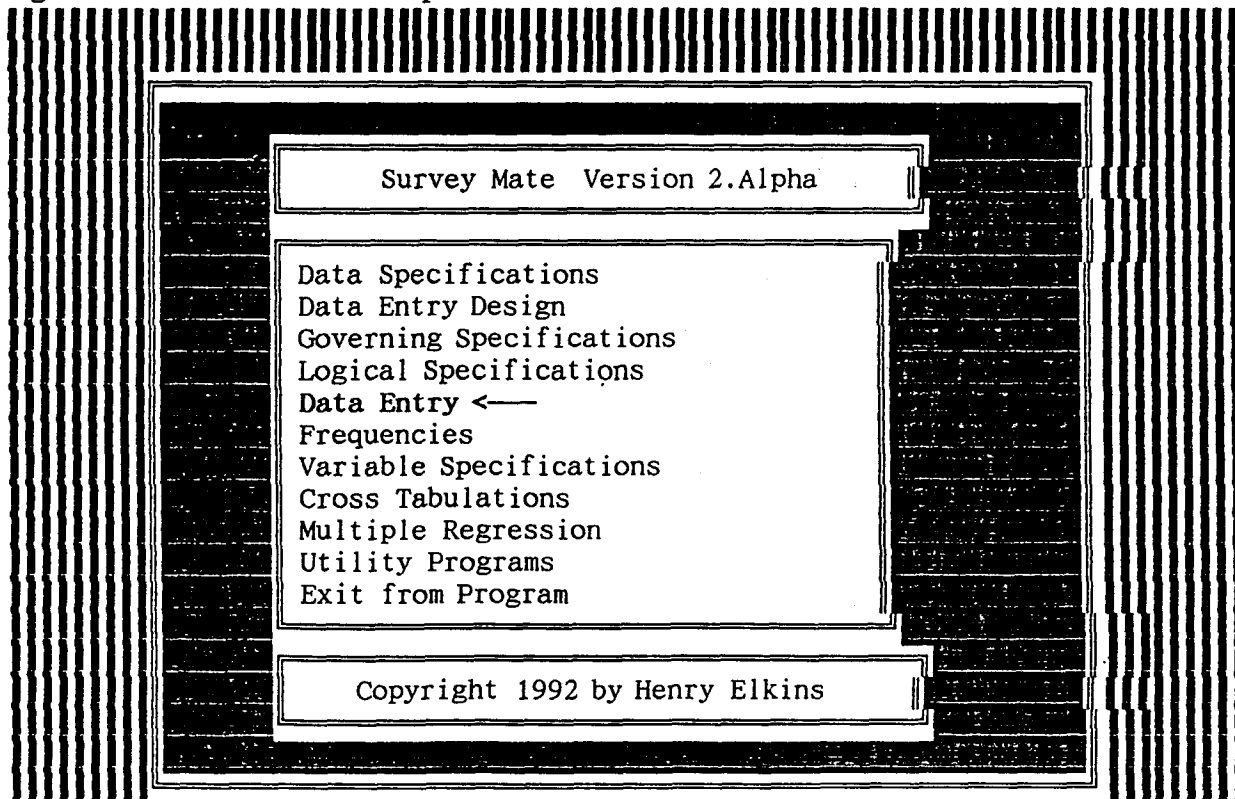 Survey Mate Version 2.Alpha
Data Specifications
Data Entry Design
Governing Specifications
Logical Specifications
Data Entry <——
Frequencies
Variable Specifications
Cross Tabulations
Multiple Regression
Utility Programs
Exit from Program
Copyright 1992 by Henry Elkins